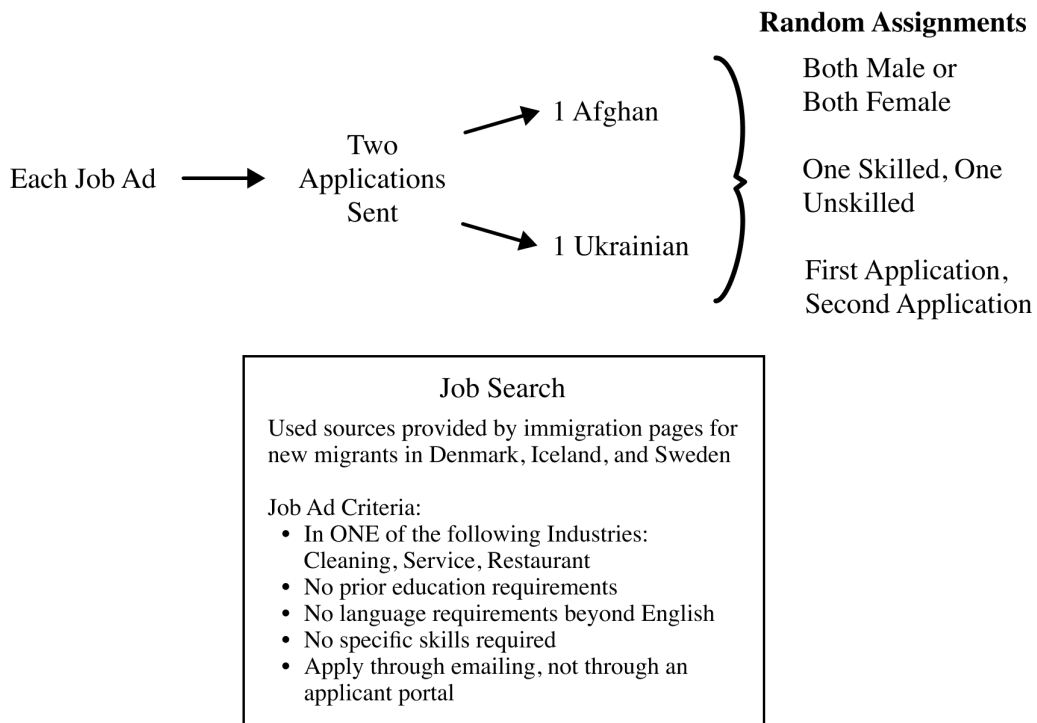 Random Assignments
Each Job Ad
Two
Applications
Sent
1 Afghan
1 Ukrainian
Both Male or
Both Female
One Skilled, One
Unskilled
First Application,
Second Application
Job Search
Used sources provided by immigration pages for
new migrants in Denmark, Iceland, and Sweden
Job Ad Criteria:
• In ONE of the following Industries:
Cleaning, Service, Restaurant
• No prior education requirements
• No language requirements beyond English
• No specific skills required
• Apply through emailing, not through an
applicant portal